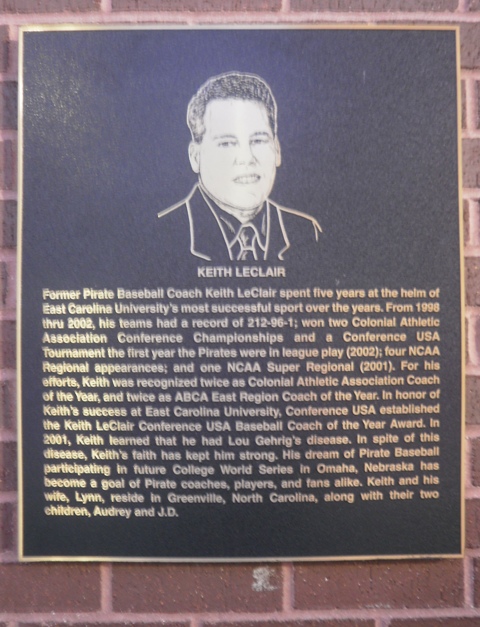 KEITH LECLAIR
Former Pirate Baseball Coach Keith LeClair spent five years at the helm of
East Carolina University's most successful sport over the years. From 1998
thru 2002, his teams had a record of 212-96-1; won two Colonial Athletic
Association Conference Championships and a Conference USA
Tournament the first year the Pirates were in league play (2002); four NCAA
Regional appearances; and one NCAA Super Regional (2001). For his
efforts, Keith was recognized twice as Colonial Athletic Association Coach
of the Year, and twice as ABCA East Region Coach of the Year. In honor of
Keith's success at East Carolina University, Conference USA established
the Keith LeClair Conference USA Baseball Coach of the Year Award. In
2001, Keith learned that he had Lou Gehrig's disease. In spite of this
disease, Keith's faith has kept him strong. His dream of Pirate Baseball
participating in future College World Series in Omaha, Nebraska has
become a goal of Pirate coaches, players, and fans alike. Keith and his
wife, Lynn, reside in Greenville, North Carolina, along with their two
children, Audrey and J.D.